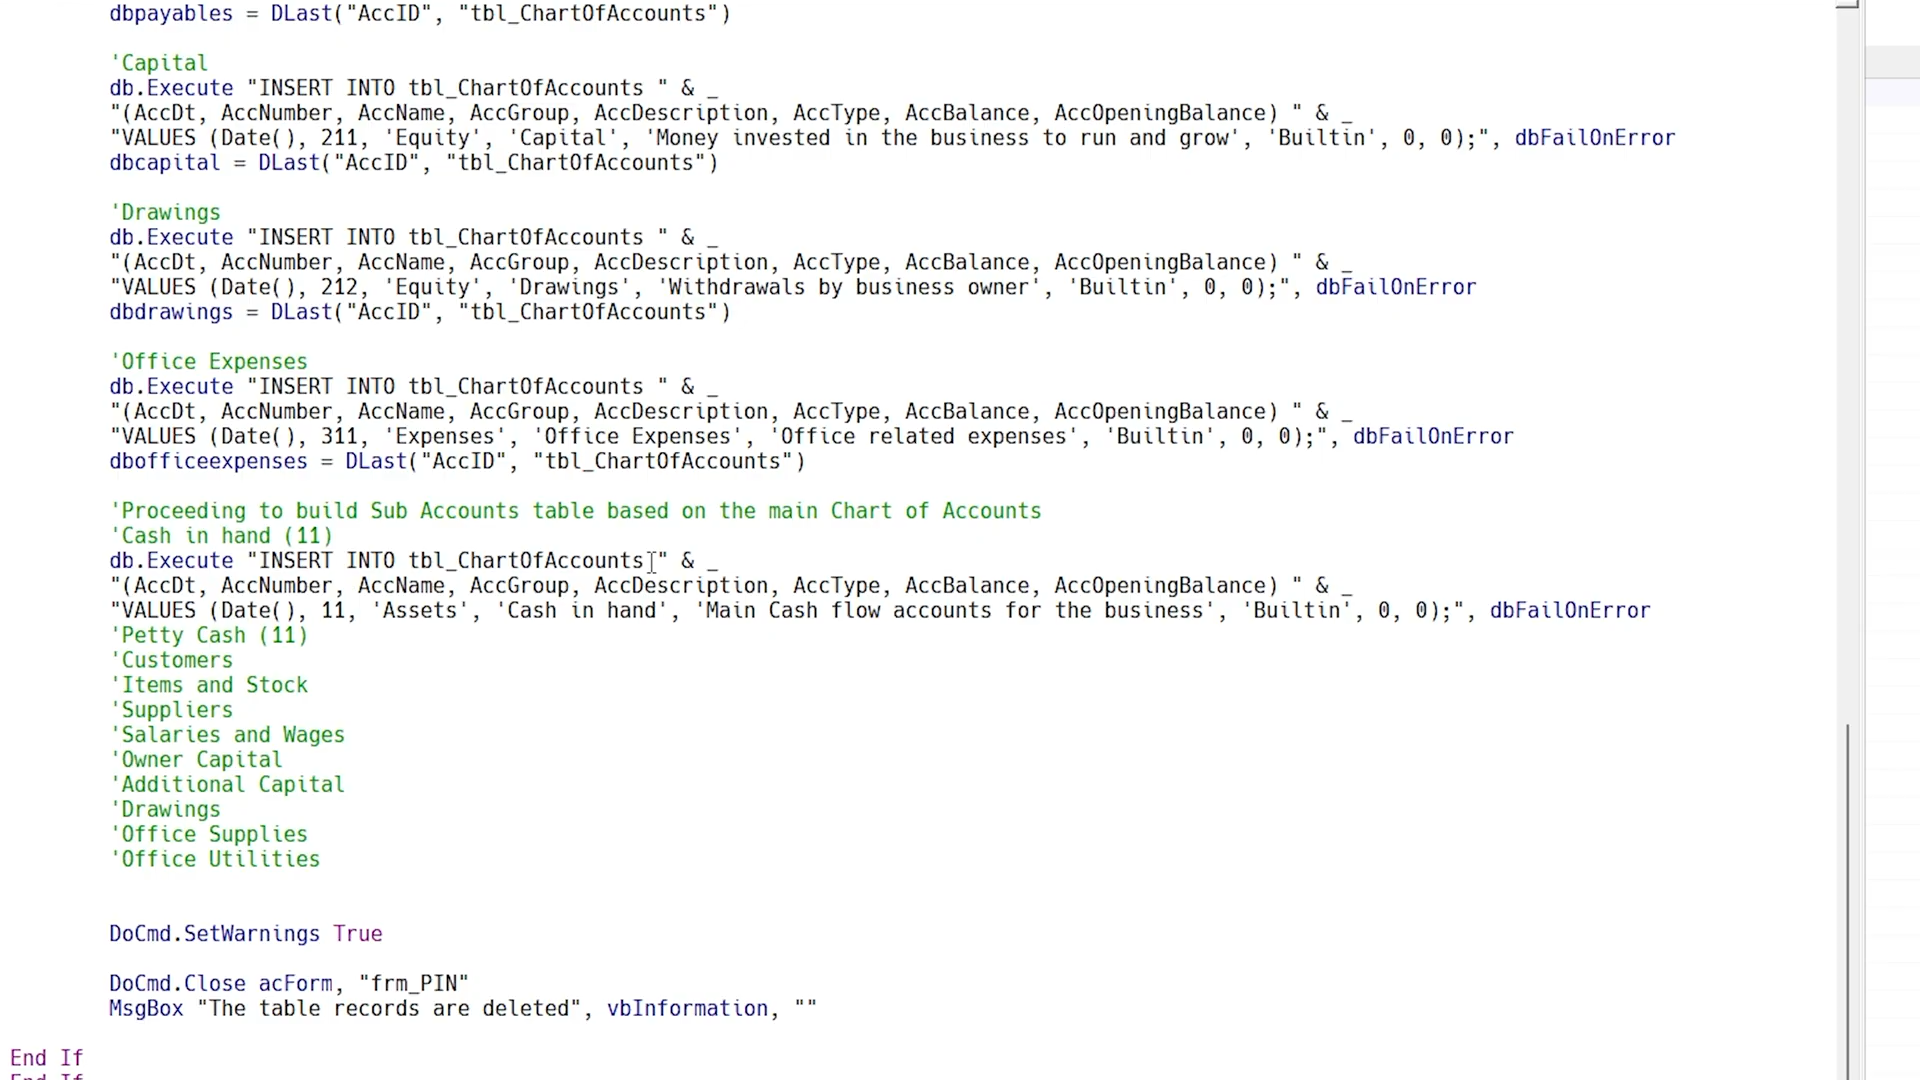 dbpayables = DLast("AccID", "tbl_ChartOfAccounts")
'Capital
db.Execute "INSERT INTO tbl_ChartOfAccounts " & _
"(AccDt, AccNumber, AccName, AccGroup, AccDescription, AccType, AccBalance, AccOpeningBalance) " & _
"VALUES (Date(), 211, 'Equity', 'Capital', 'Money invested in the business to run and grow', 'Builtin', 0, 0);", dbFailOnError
dbcapital = DLast("AccID", "tbl_ChartOfAccounts")
'Drawings
db.Execute "INSERT INTO tbl_ChartOfAccounts " & _
"(AccDt, AccNumber, AccName, AccGroup, AccDescription, AccType, AccBalance, AccOpeningBalance) " & _
"VALUES (Date(), 212, 'Equity', 'Drawings', 'Withdrawals by business owner', 'Builtin', 0, 0);", dbFailOnError
dbdrawings = DLast("AccID", "tbl_ChartOfAccounts")
'Office Expenses
db.Execute "INSERT INTO tbl_ChartOfAccounts " & _
"(AccDt, AccNumber, AccName, AccGroup, AccDescription, AccType, AccBalance, AccOpeningBalance) " & _
"VALUES (Date(), 311, 'Expenses', 'Office Expenses', 'Office related expenses', 'Builtin', 0, 0);", dbFailOnError
dbofficeexpenses = DLast("AccID", "tbl_ChartOfAccounts")
'Proceeding to build Sub Accounts table based on the main Chart of Accounts
'Cash in hand (11)
db.Execute "INSERT INTO tbl_ChartOfAccounts " & _
"(AccDt, AccNumber, AccName, AccGroup, AccDescription, AccType, AccBalance, AccOpeningBalance) " & _
"VALUES (Date(), 11, 'Assets', 'Cash in hand', 'Main Cash flow accounts for the business', 'Builtin', 0, 0);", dbFailOnError
'Petty Cash (11)
'Customers
'Items and Stock
'Suppliers
'Salaries and Wages
'Owner Capital
'Additional Capital
'Drawings
'Office Supplies
'Office Utilities
DoCmd.SetWarnings True
DoCmd.Close acForm, "frm_PIN"
MsgBox "The table records are deleted", vbInformation, ""
End If
End If